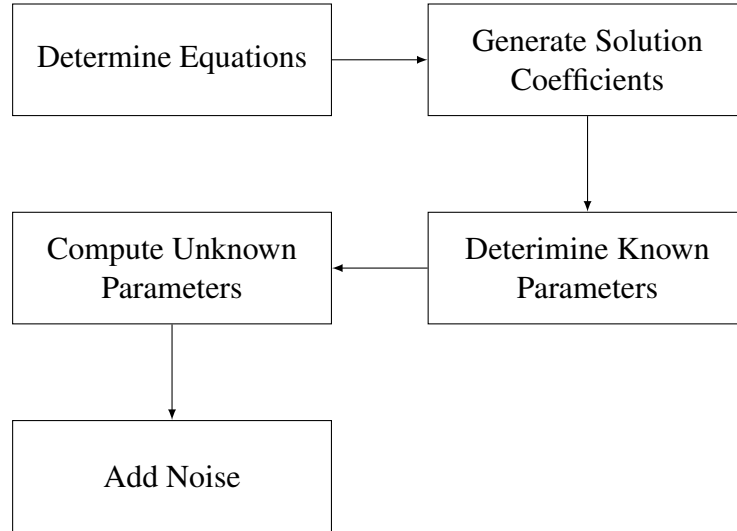 Determine Equations
Generate Solution
Coefficients
Deterimine Known
Parameters
Compute Unknown
Parameters
Add Noise